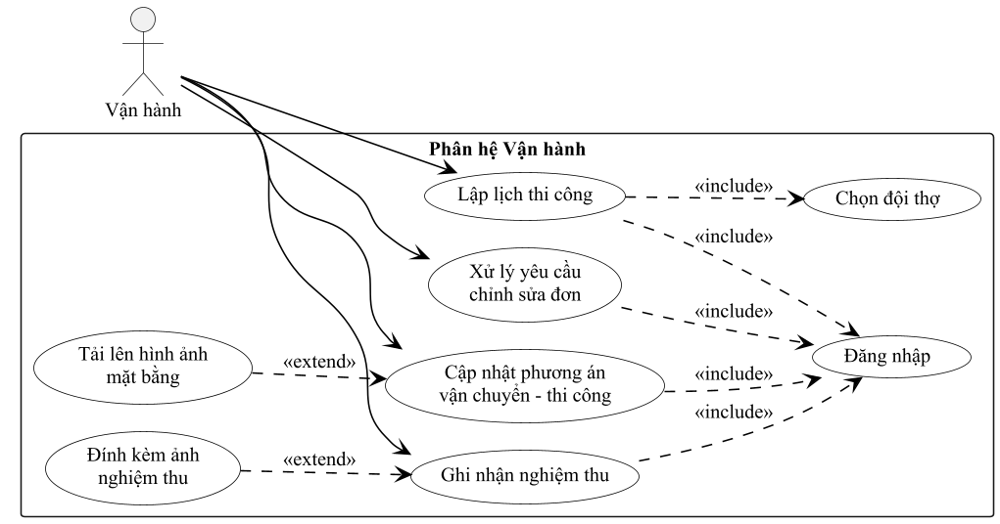 Vận hành
Phân hệ Vận hành
Lập lịch thi công
«include»
Chọn đội thợ
«include»
Xử lý yêu cầu
chỉnh sửa đơn
«include»
Đăng nhập
Tải lên hình ảnh
mặt bằng
«extend»
Cập nhật phương án
vận chuyển - thi công
«include»
«include»
Đính kèm ảnh
nghiệm thu
«extend»
Ghi nhận nghiệm thu